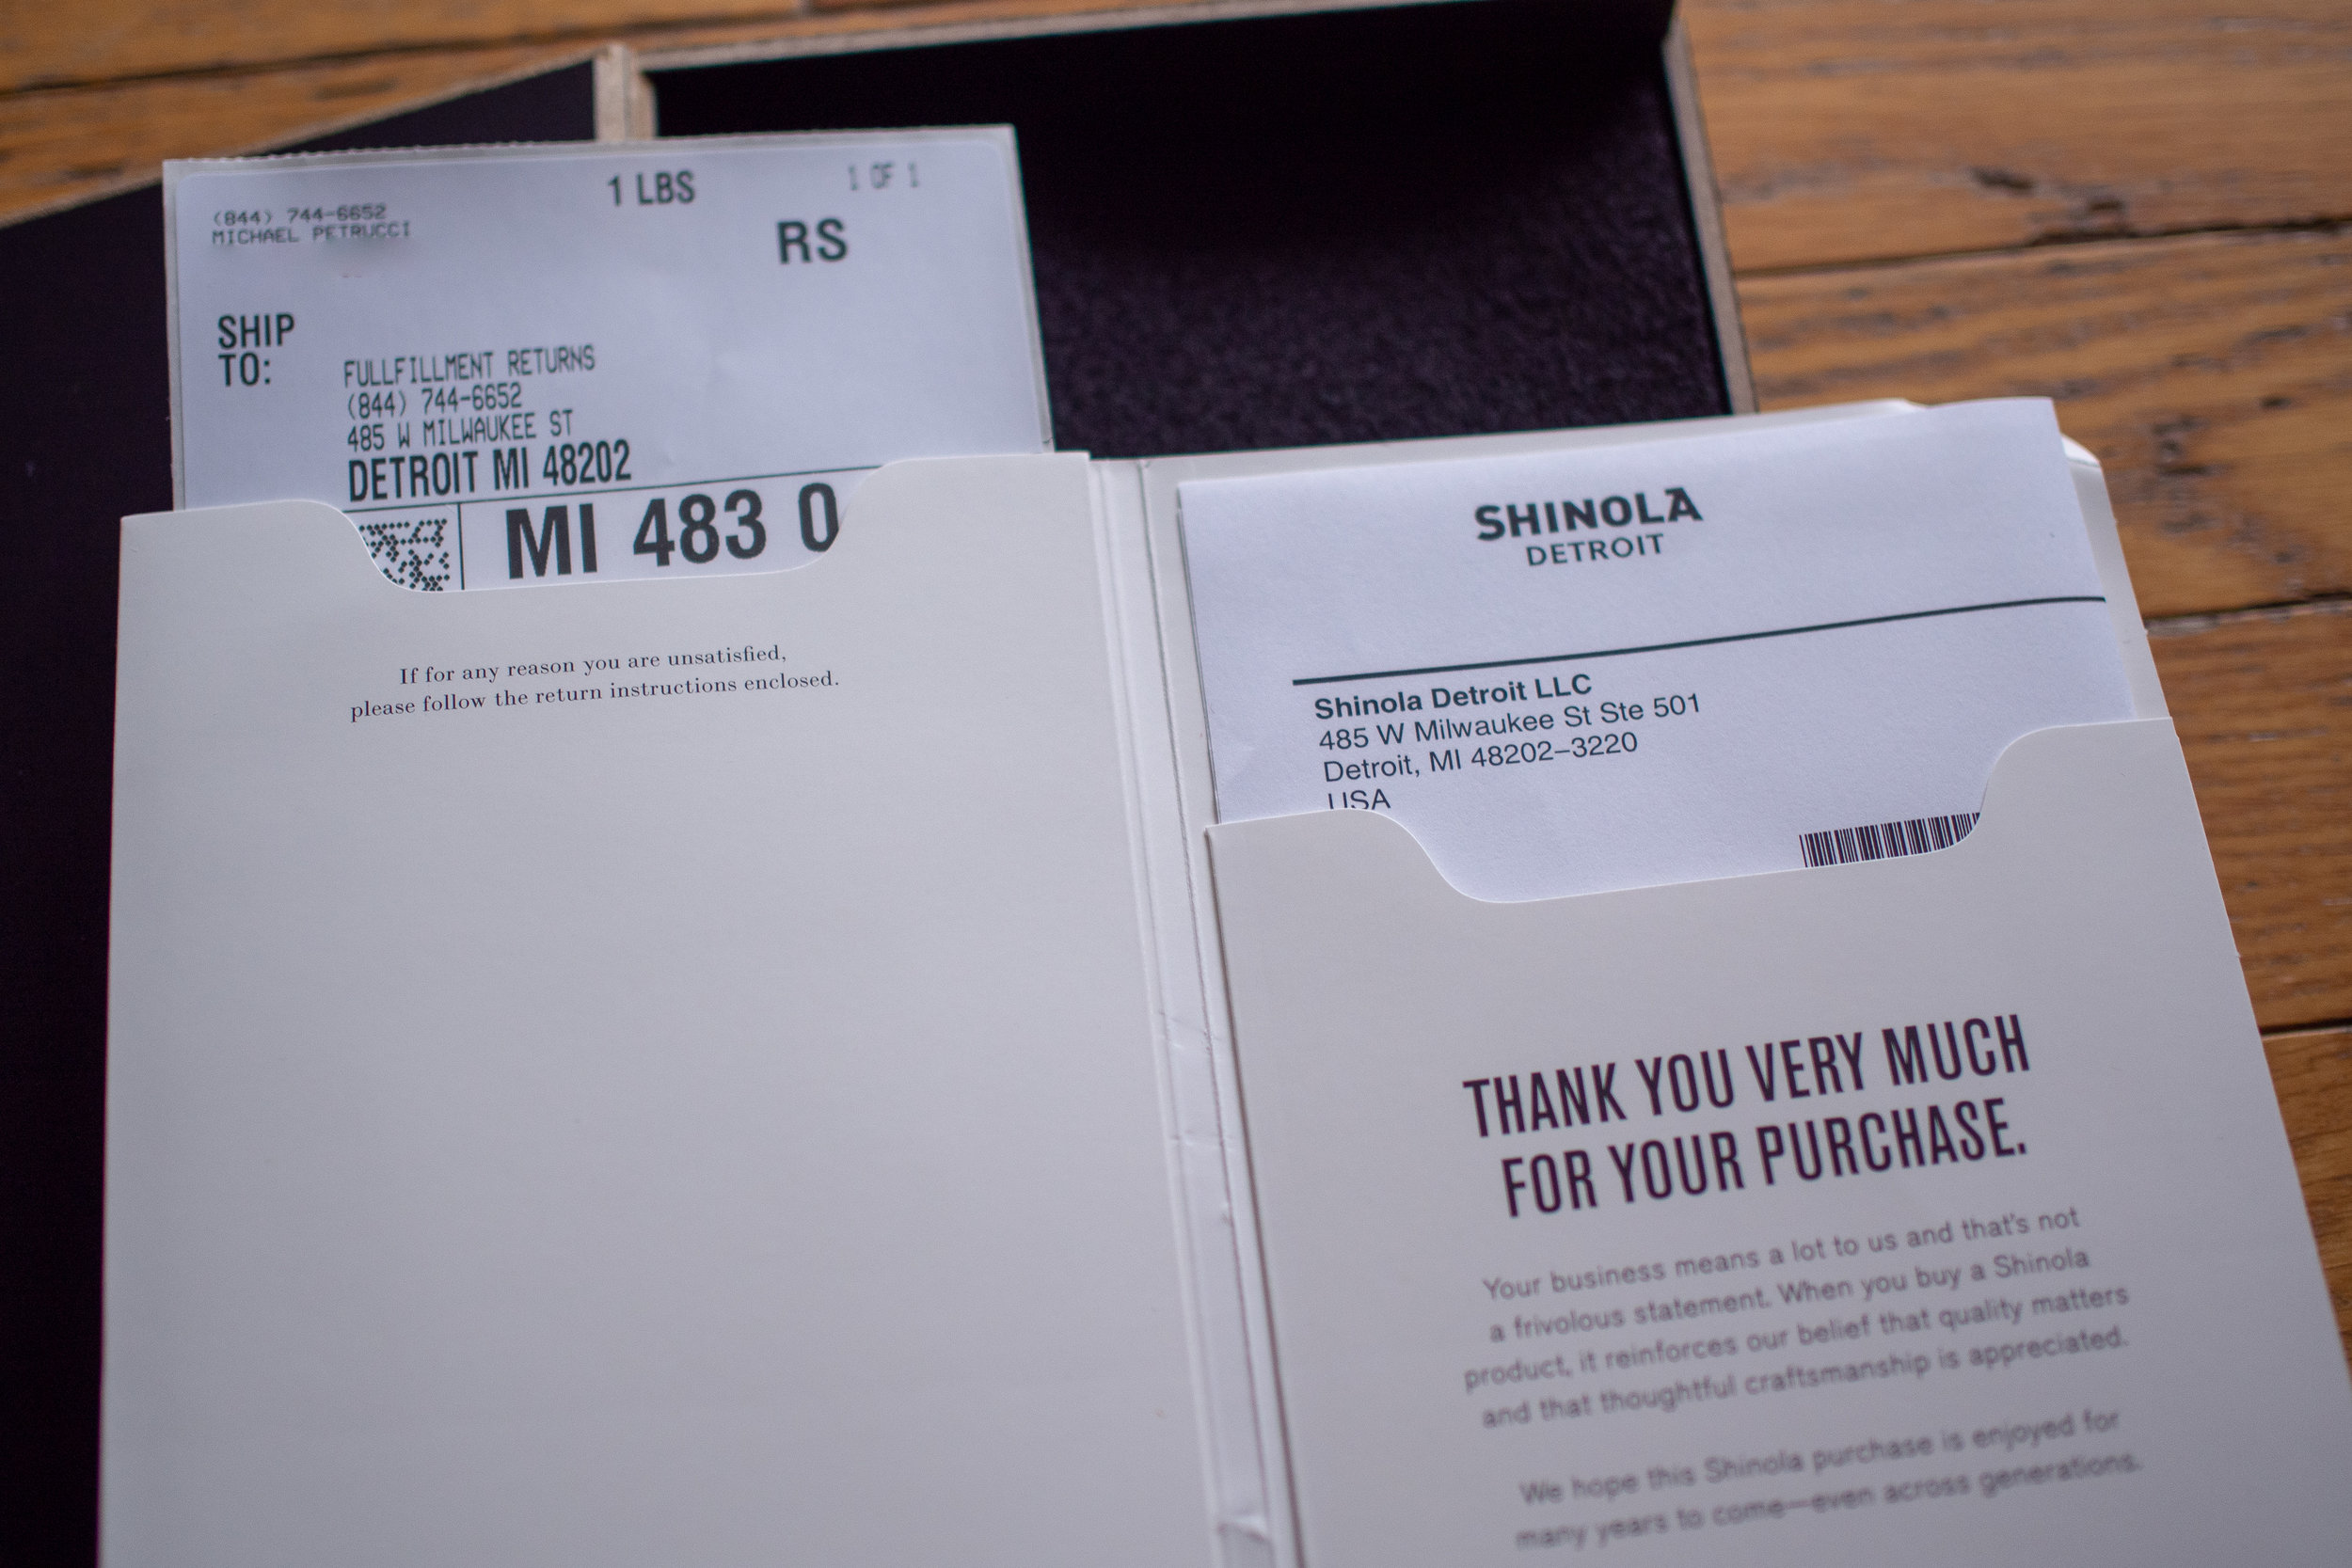 (844) 744-6652
MICHAEL PETRUCCI
1 LBS
1 OF 1
RS
SHIP
TO:
FULLFILLMENT RETURNS
(844) 744-6652
485 W MILWAUKEE ST
DETROIT MI 48202
MI 483 0
If for any reason you are unsatisfied,
please follow the return instructions enclosed.
SHINOLA
DETROIT
Shinola Detroit LLC
485 W Milwaukee St Ste 501
Detroit, MI 48202-3220
USA
THANK YOU VERY MUCH
FOR YOUR PURCHASE.
Your business means a lot to us and that's not
a frivolous statement. When you buy a Shinola
product, it reinforces our belief that quality matters
and that thoughtful craftsmanship is appreciated.
We hope this Shinola purchase is enjoyed for
many years to come—even across generations.